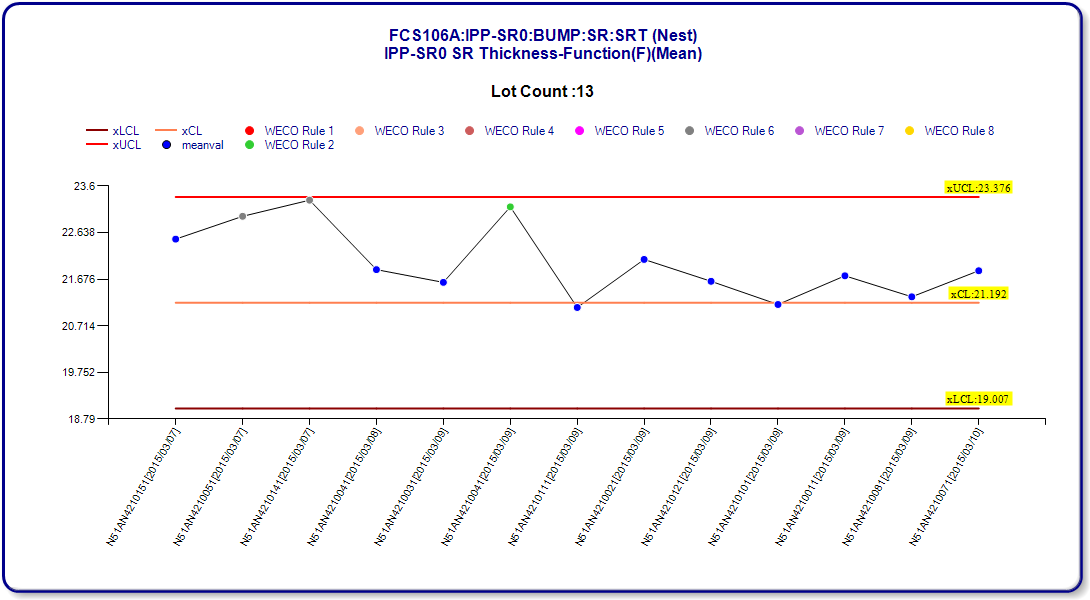 FCS106A:IPP-SR0:BUMP:SR:SRT (Nest)
IPP-SR0 SR Thickness-Function(F)(Mean)
Lot Count :13
xLCL xCL WECO Rule 1 WECO Rule 3 WECO Rule 4 WECO Rule 5 WECO Rule 6 WECO Rule 7 WECO Rule 8
xUCL meanval WECO Rule 2
23.6
xUCL:23.376
22.638
21.676
xCL:21.192
20.714
19.752
xLCL:19.007
18.79
N51AN4210151[2015/03/07]
N51AN4210051[2015/03/07]
N51AN4210141[2015/03/07]
N51AN4210041[2015/03/08]
N51AN4210031[2015/03/09]
N51AN4210041[2015/03/09]
N51AN4210111[2015/03/09]
N51AN4210021[2015/03/09]
N51AN4210121[2015/03/09]
N51AN4210101[2015/03/09]
N51AN4210011[2015/03/09]
N51AN4210081[2015/03/09]
N51AN4210071[2015/03/10]